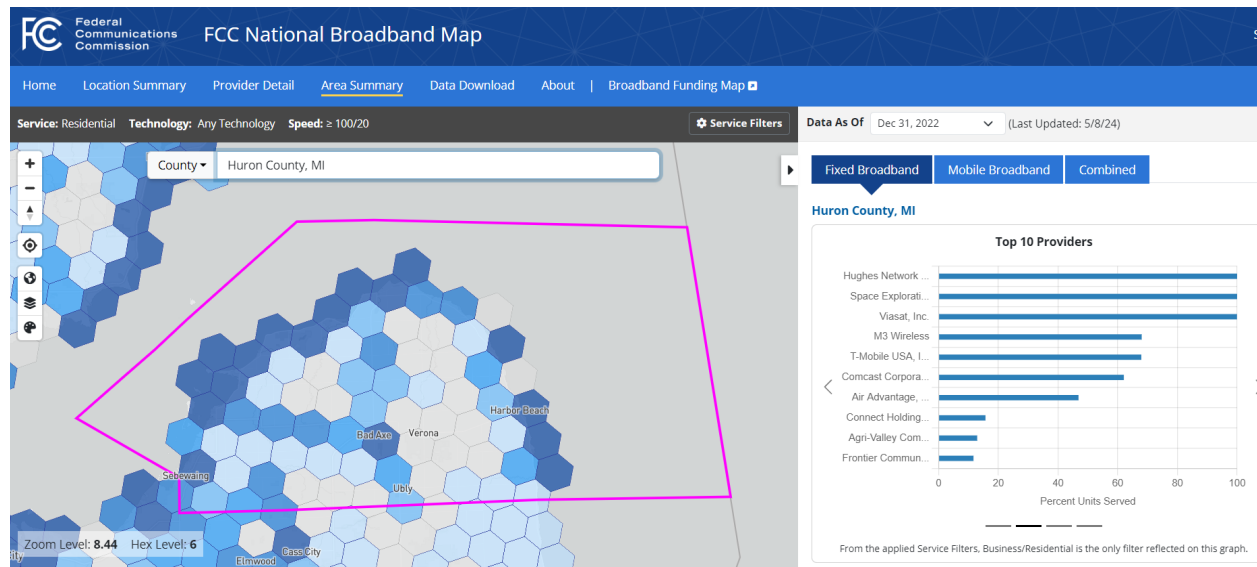 Federal
Communications
Commission
FCC National Broadband Map
Home Location Summary Provider Detail Area Summary Data Download About | Broadband Funding Map
Service: Residential Technology: Any Technology Speed: ≥ 100/20
Service Filters
Data As Of Dec 31, 2022 (Last Updated: 5/8/24)
County Huron County, MI
Fixed Broadband Mobile Broadband Combined
Huron County, MI
Top 10 Providers
Hughes Network ...
Space Explorati...
Viasat, Inc.
M3 Wireless
T-Mobile USA, I...
Comcast Corpora...
Air Advantage, ...
Connect Holding...
Agri-Valley Com...
Frontier Commun...
0 20 40 60 80 100
Percent Units Served
From the applied Service Filters, Business/Residential is the only filter reflected on this graph.
Harbor Beach
Bad Axe
Verona
Sebewaing
Ubly
Cass City
Elmwood
Zoom Level: 8.44 Hex Level: 6